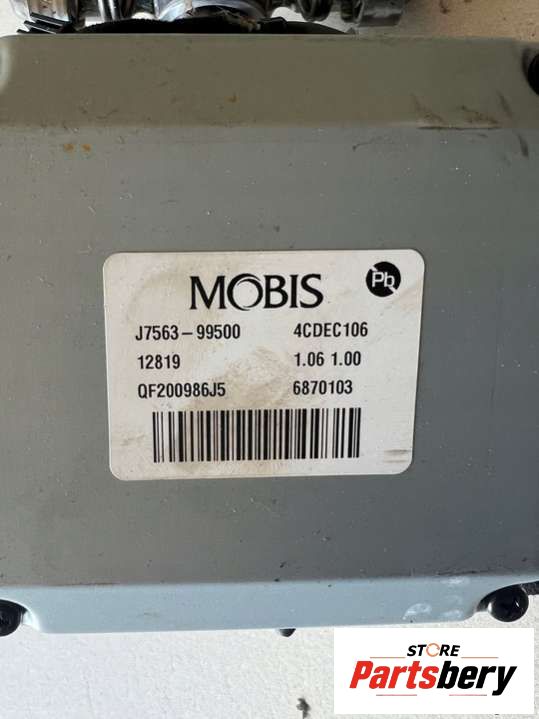 MOBIS
Pb
J7563-99500 4CDEC106
12819 1.06 1.00
QF200986J5 6870103
STORE
Partsbery